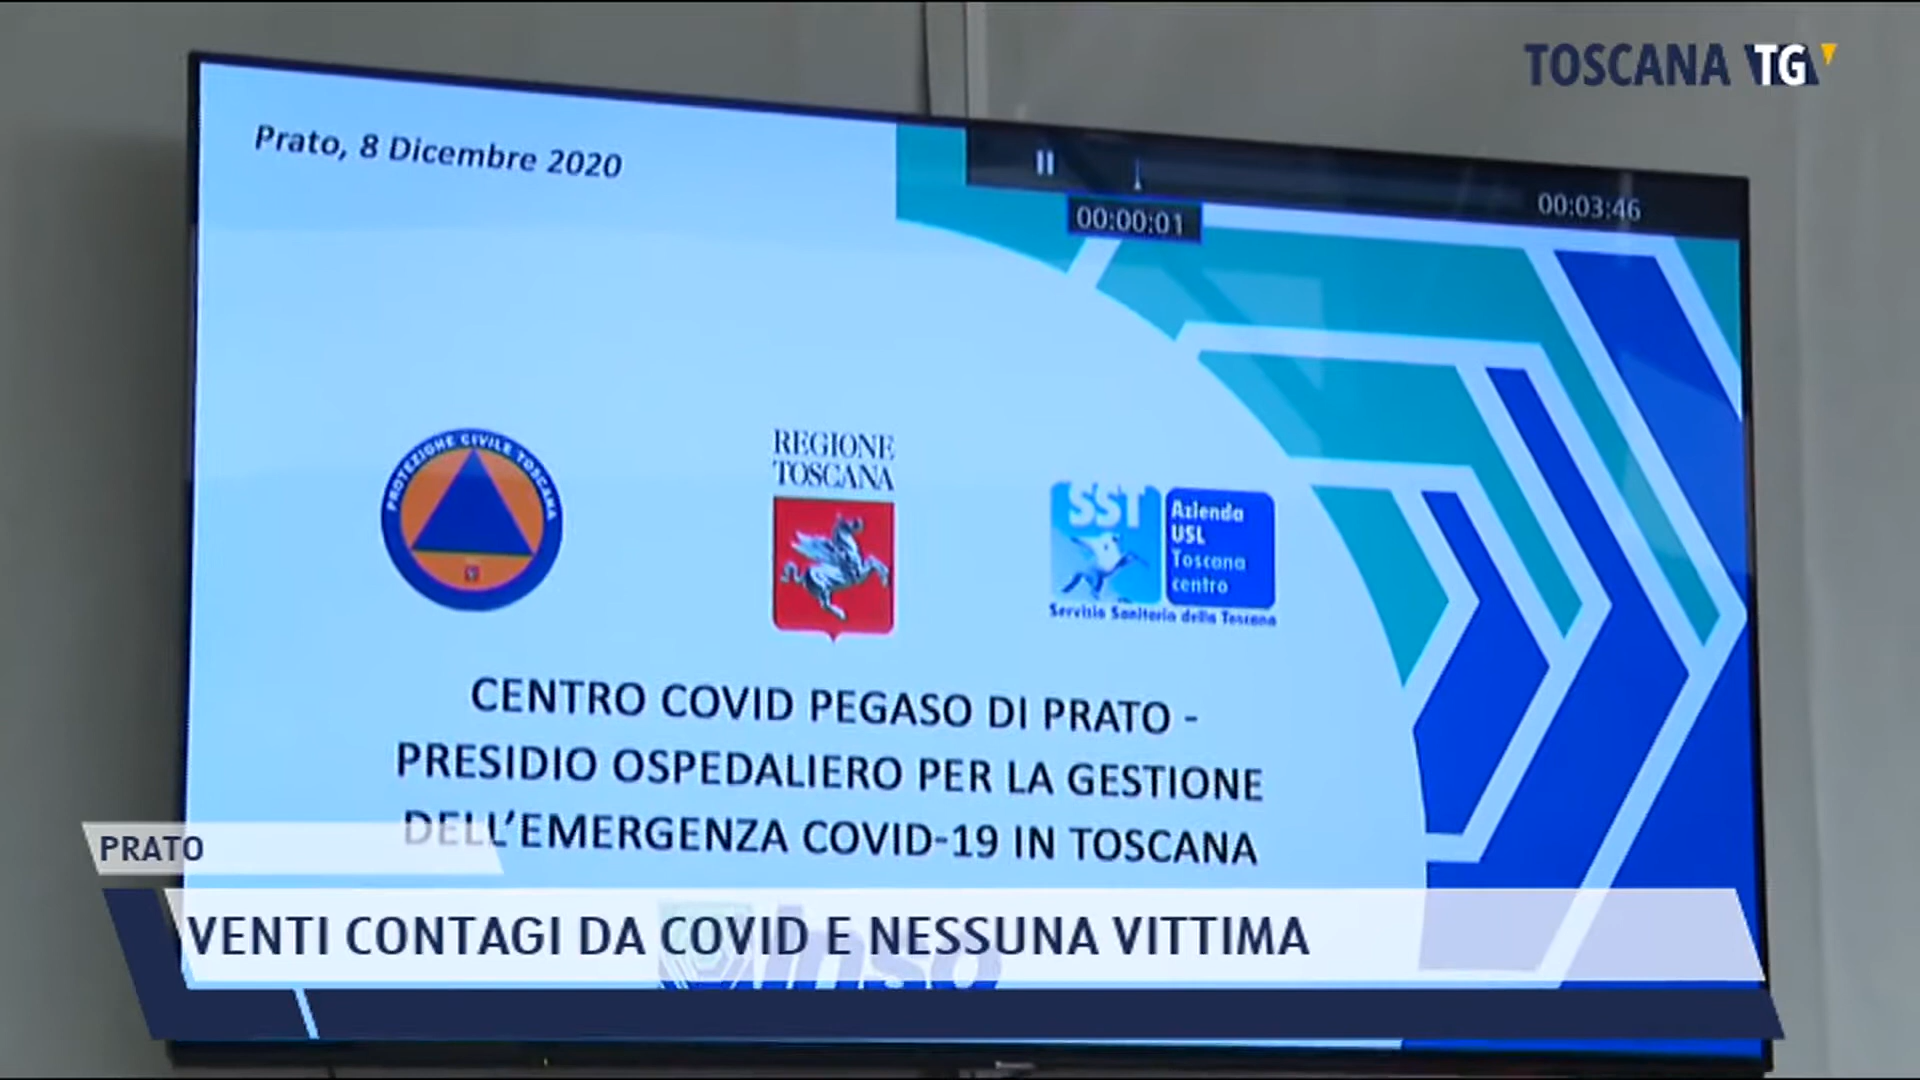 TOSCANA TG
Prato, 8 Dicembre 2020
00:00:01
00:03:46
PROTEZIONE CIVILE TOSCANA
REGIONE
TOSCANA
SST
Azienda
USL
Toscana
centro
Servizio Sanitario della Toscana
CENTRO COVID PEGASO DI PRATO -
PRESIDIO OSPEDALIERO PER LA GESTIONE
DELL'EMERGENZA COVID-19 IN TOSCANA
PRATO
VENTI CONTAGI DA COVID E NESSUNA VITTIMA
inso